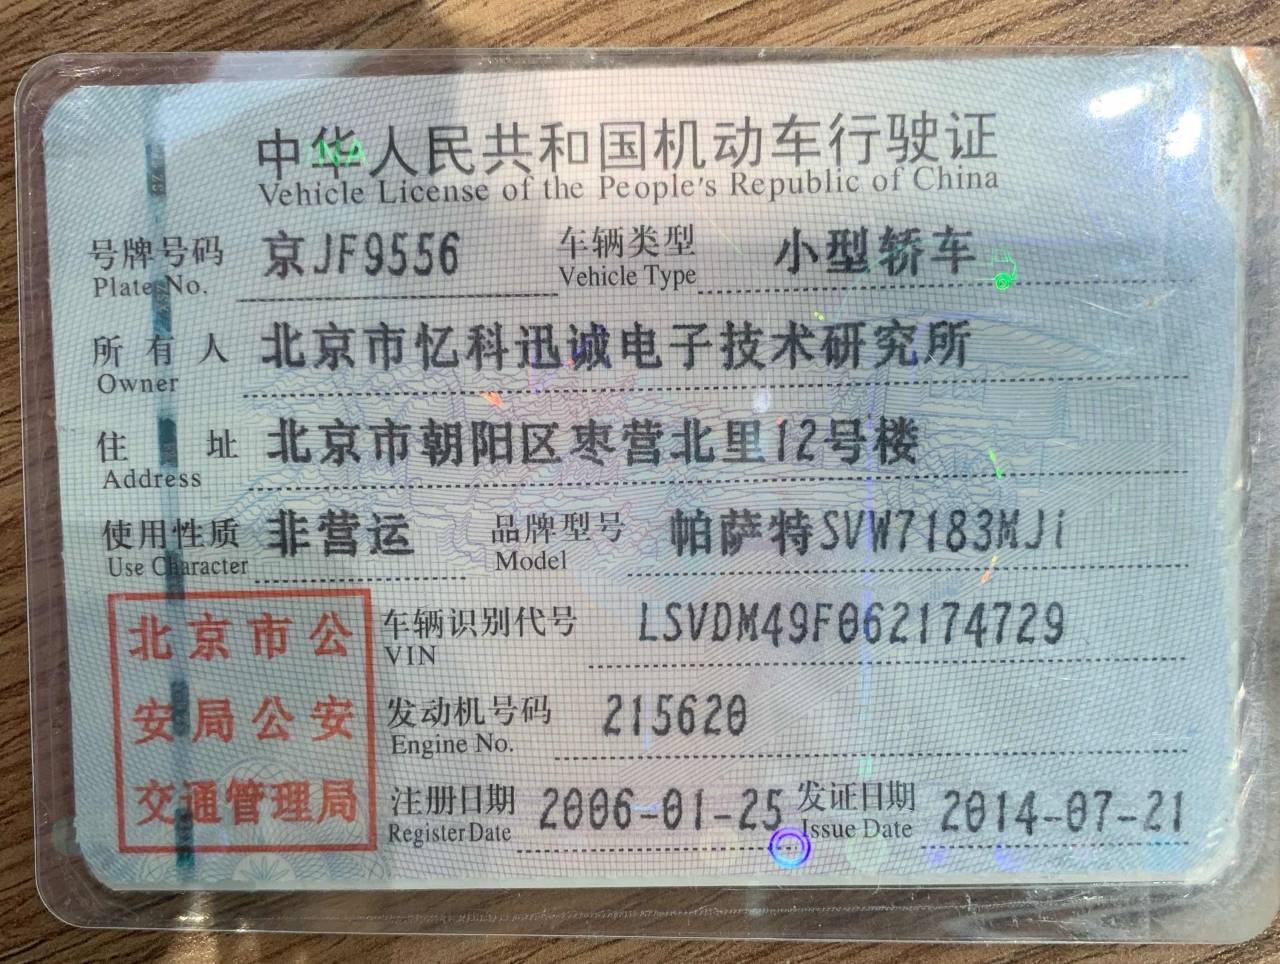 中华人民共和国机动车行驶证
Vehicle License of the People's Republic of China
号牌号码 京JF9556 车辆类型 小型轿车
Plate No. Vehicle Type
所有人 北京市忆科迅诚电子技术研究所
Owner
住址 北京市朝阳区枣营北里12号楼
Address
使用性质 非营运 品牌型号 帕萨特SVW7183MJi
Use Character Model
车辆识别代号 LSVDM49F062174729
VIN
发动机号码 215620
Engine No.
注册日期 2006-01-25 发证日期 2014-07-21
Register Date Issue Date
北京市公
安局公安
交通管理局